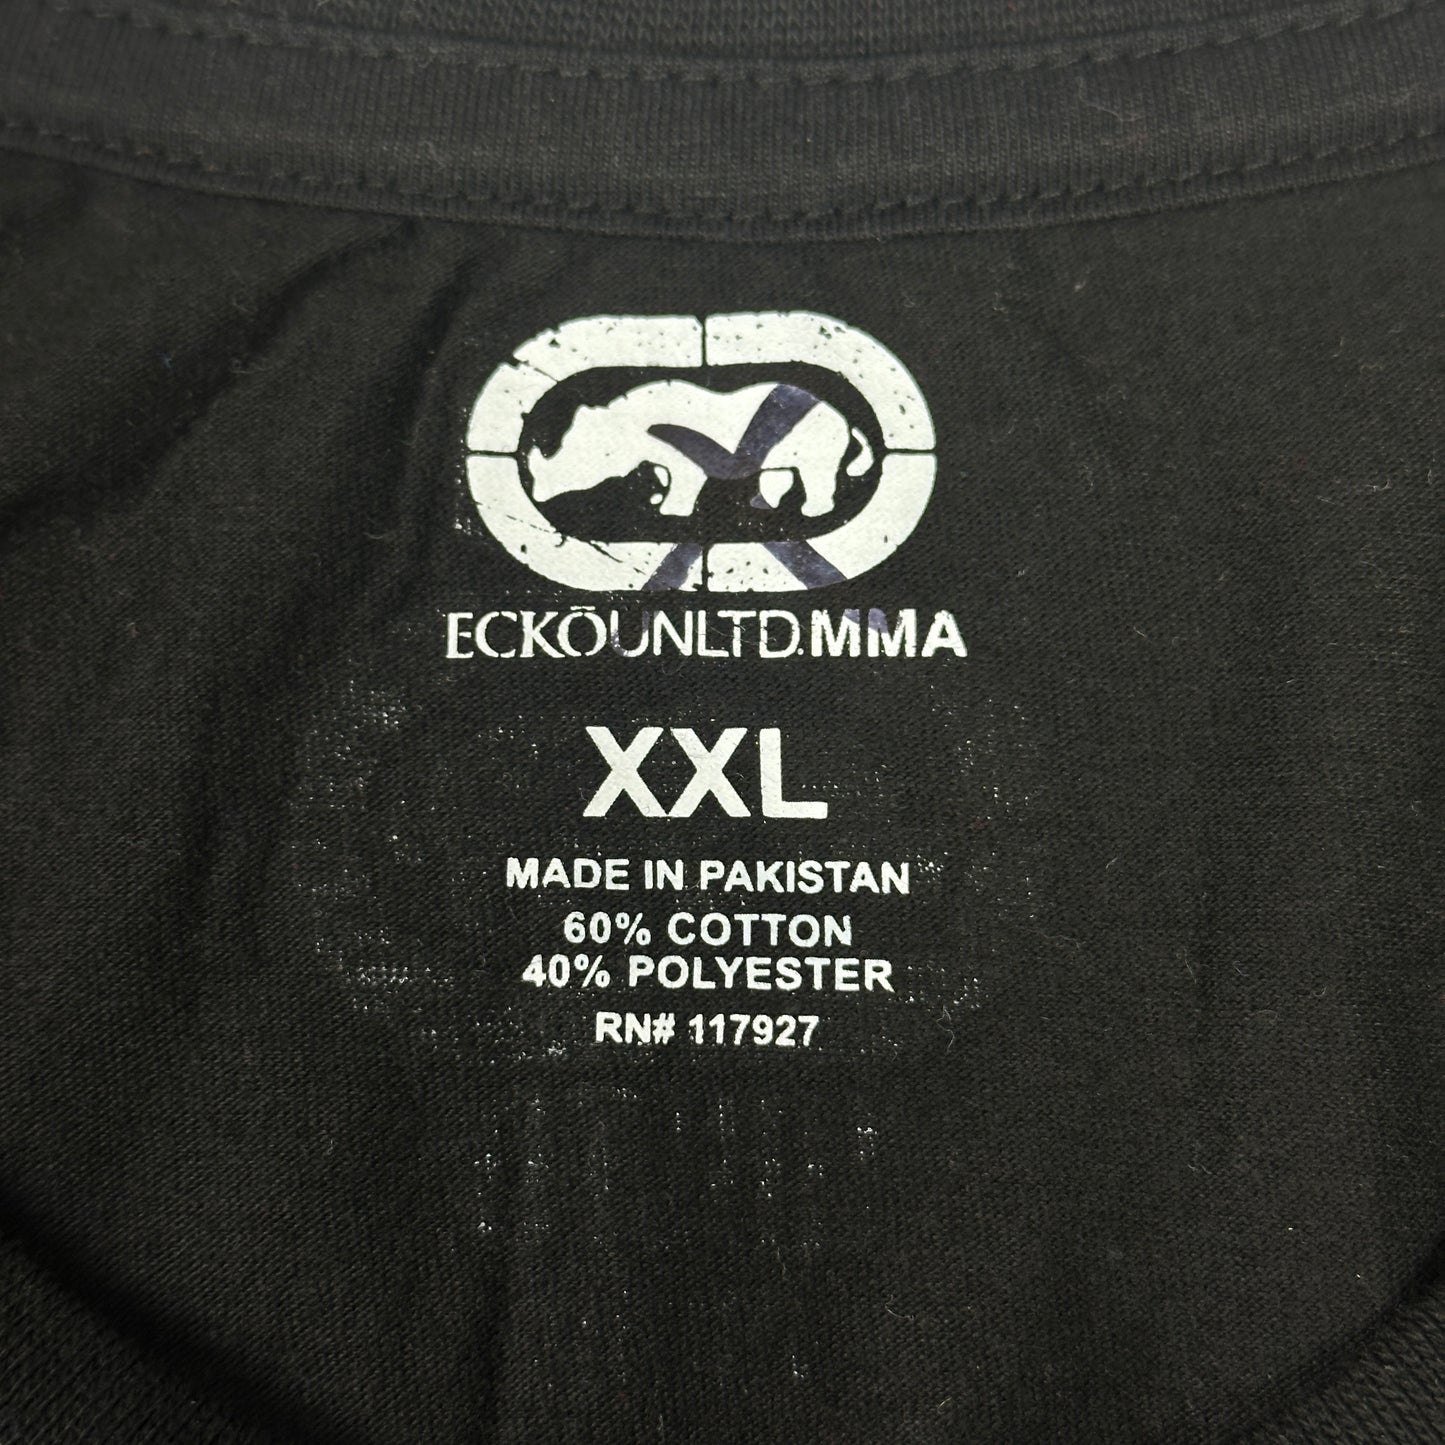 ECKŌUNLTD.MMA
XXL
MADE IN PAKISTAN
60% COTTON
40% POLYESTER
RN# 117927